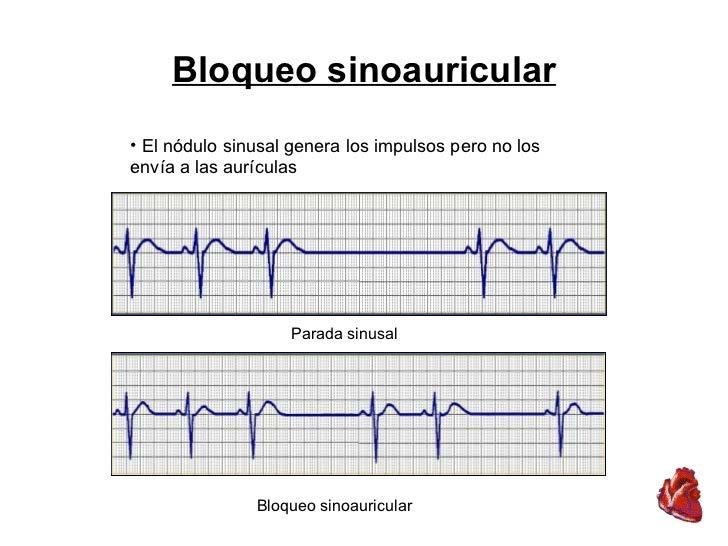 Bloqueo sinoauricular
• El nódulo sinusal genera los impulsos pero no los
envía a las aurículas
Parada sinusal
Bloqueo sinoauricular